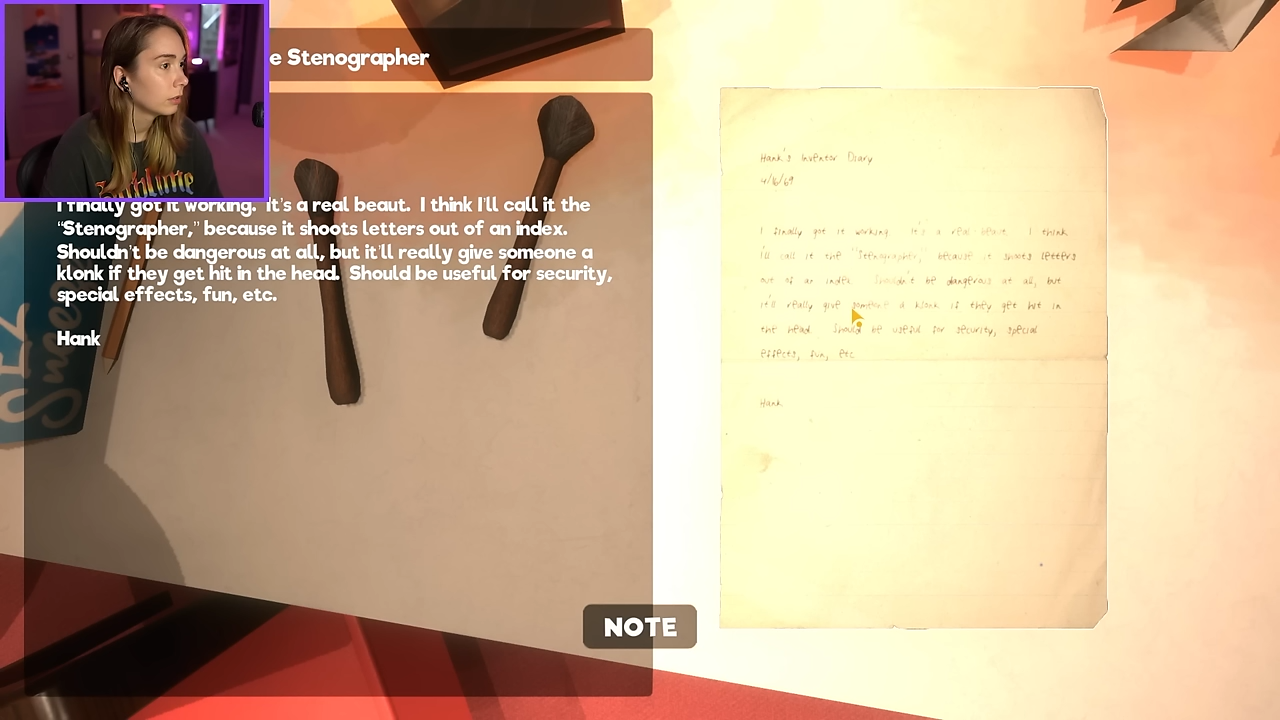 e Stenographer
I finally got it working. It's a real beaut. I think I'll call it the
“Stenographer,” because it shoots letters out of an index.
Shouldn't be dangerous at all, but it'll really give someone a
klonk if they get hit in the head. Should be useful for security,
special effects, fun, etc.
Hank
NOTE
Hank's Inventor Diary
4/16/69
I finally got it working. It's a real beaut. I think
I'll call it the "Stenographer," because it shoots letters
out of an index. Shouldn't be dangerous at all, but
it'll really give someone a klonk if they get hit in
the head. Should be useful for security, special
effects, fun, etc.
Hank